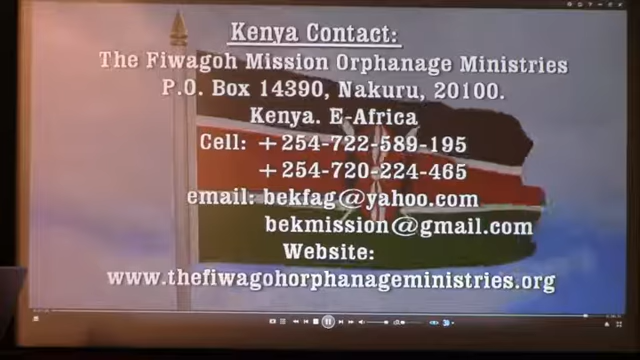 Kenya Contact:
The Fiwagoh Mission Orphanage Ministries
P.O. Box 14390, Nakuru, 20100.
Kenya. E-Africa
Cell: +254-722-589-195
+254-720-224-465
email: bekfag@yahoo.com
bekmission@gmail.com
Website:
www.thefiwagohorphanageministries.org